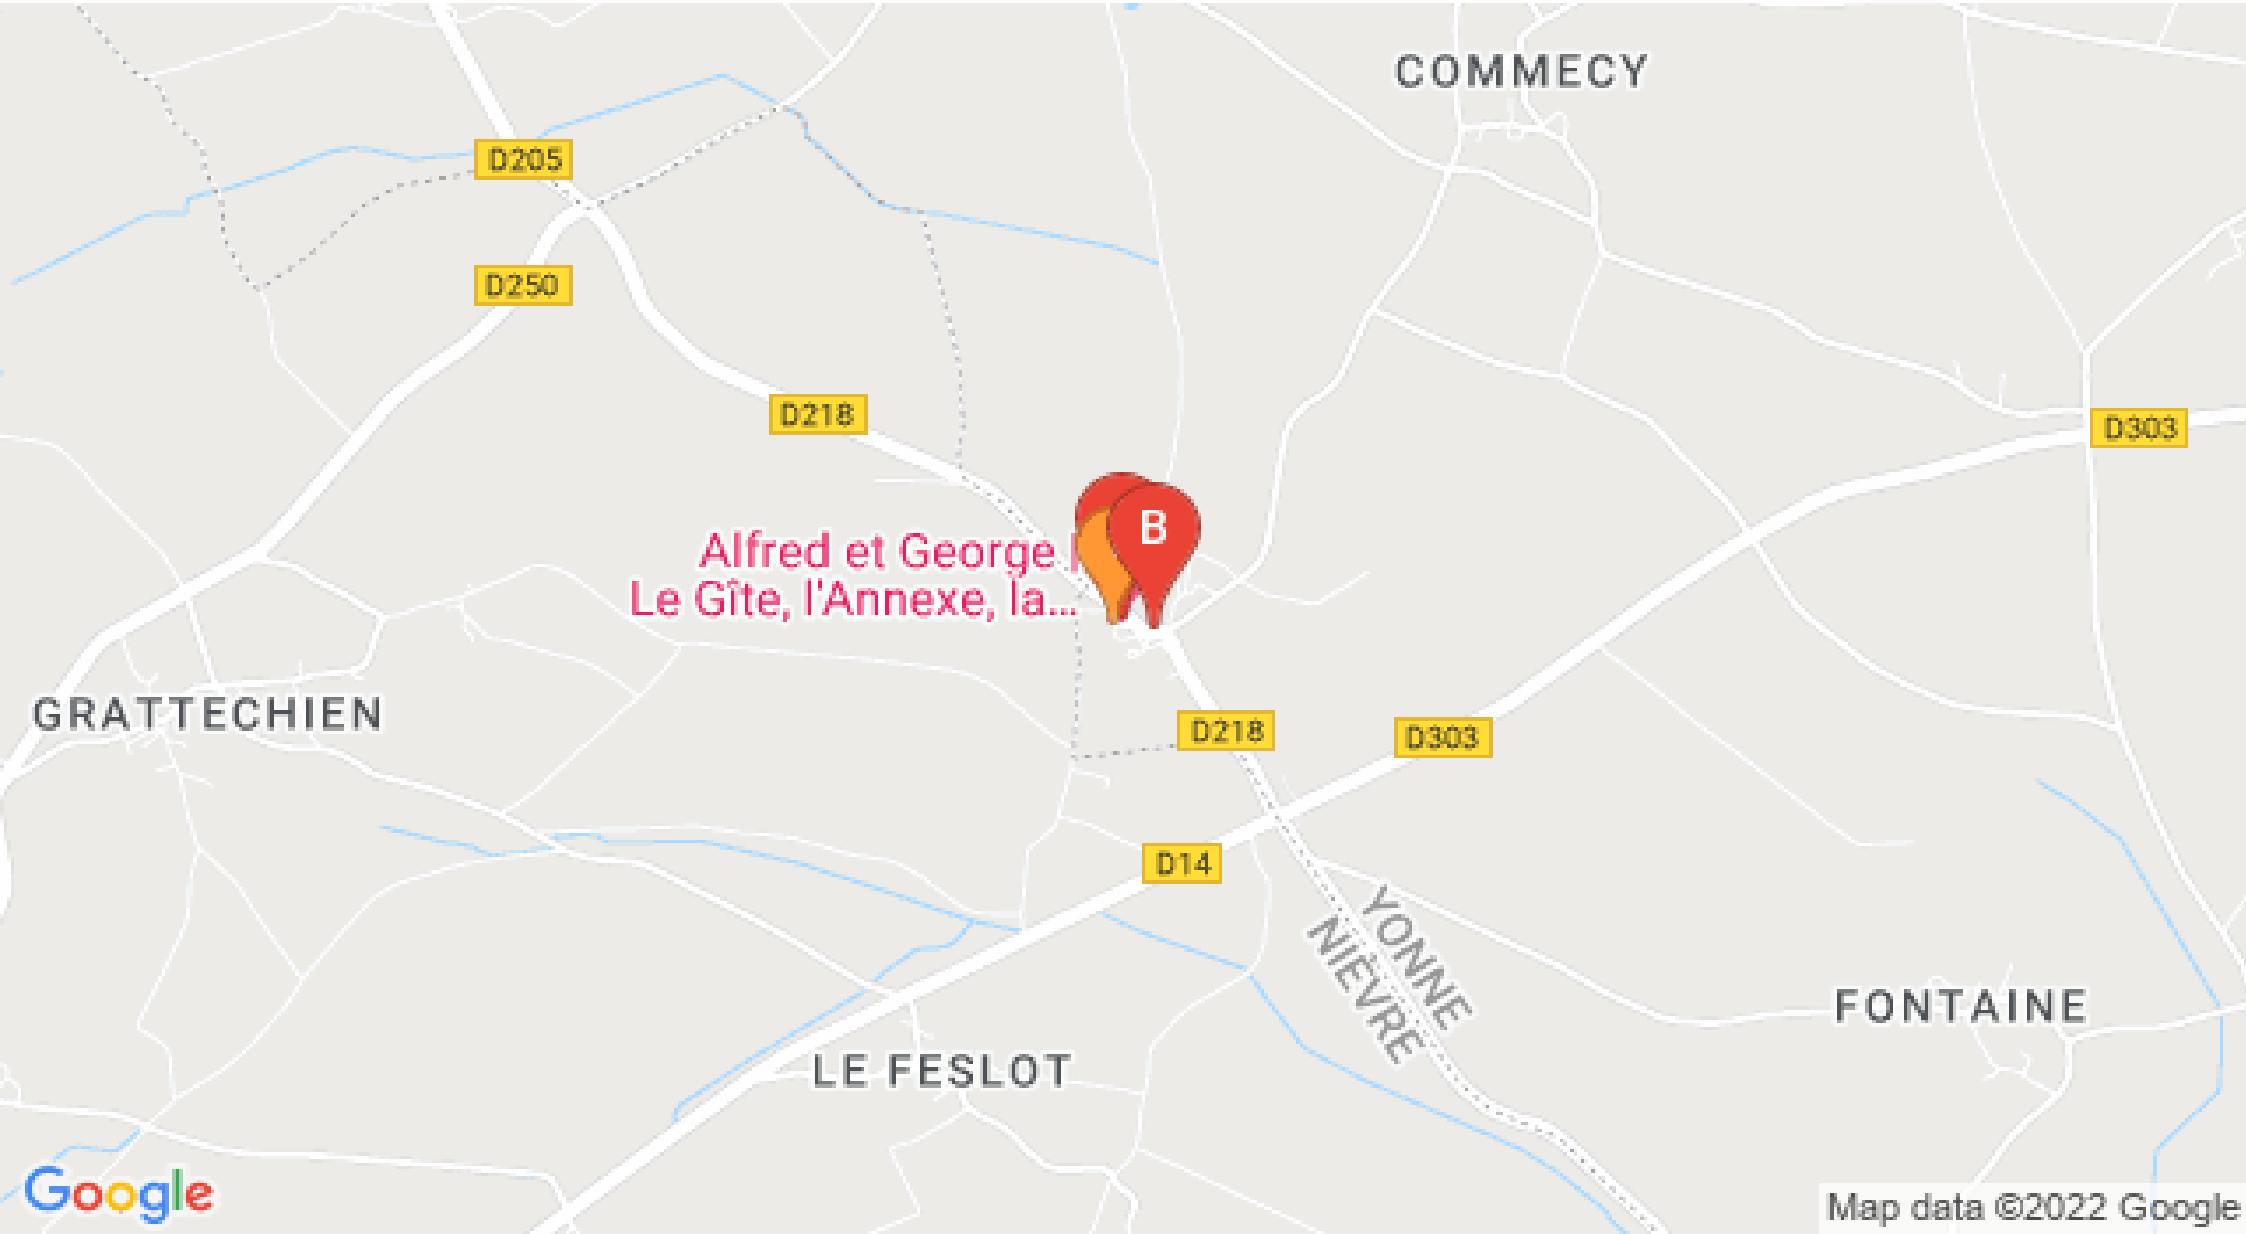 COMMECY
D205
D250
D218
D303
B
Alfred et George |
Le Gîte, l'Annexe, la...
GRATTECHIEN
D218
D303
D14
YONNE
NIÈVRE
FONTAINE
LE FESLOT
Google
Map data ©2022 Google